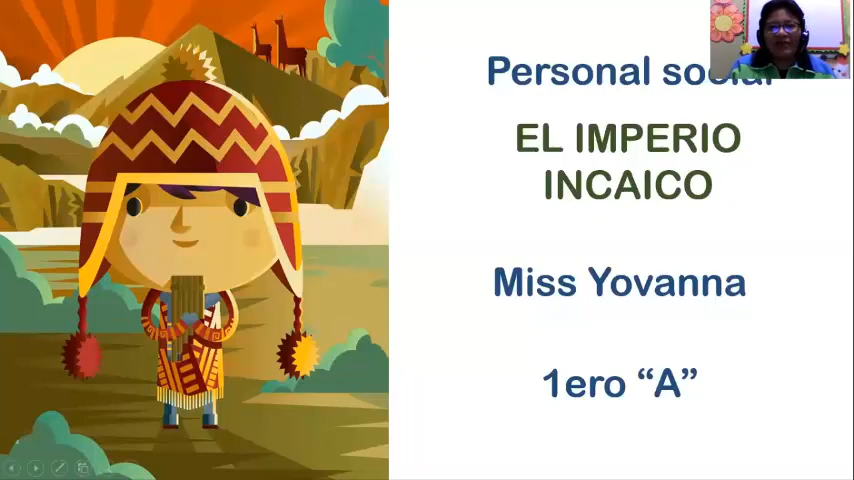 Personal social
EL IMPERIO
INCAICO
Miss Yovanna
1ero “A”